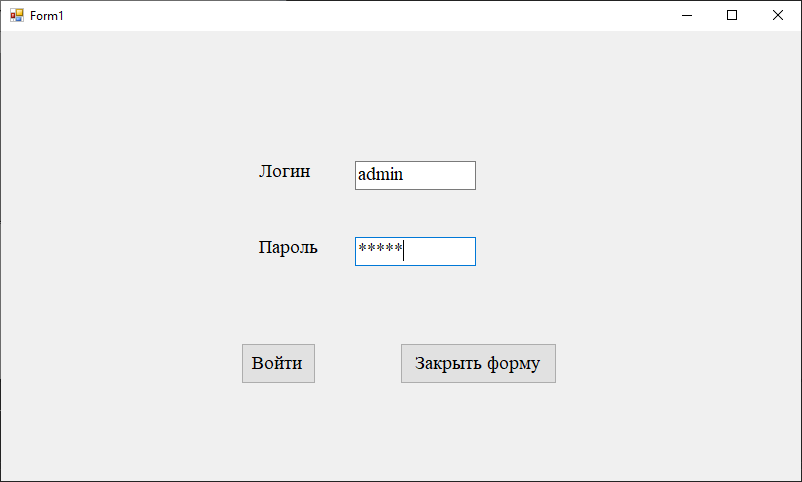 Form1
Логин admin
Пароль *****
Войти Закрыть форму